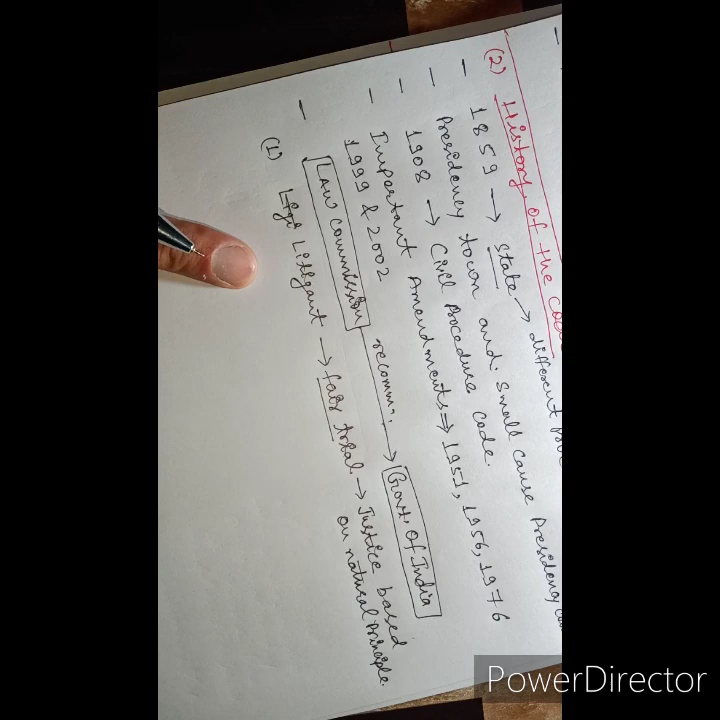 (2) History of the code
- 1859 → State → different
- Presidency town and small cause Presidency
- 1908 → Civil Procedure Code.
- Important Amendments ⇒ 1951, 1956, 1976
1999 & 2002
- Law Commission recomm. → Govt. Of India
(1) Litigant → fair trial. → Justice based
on natural Principle.
PowerDirector